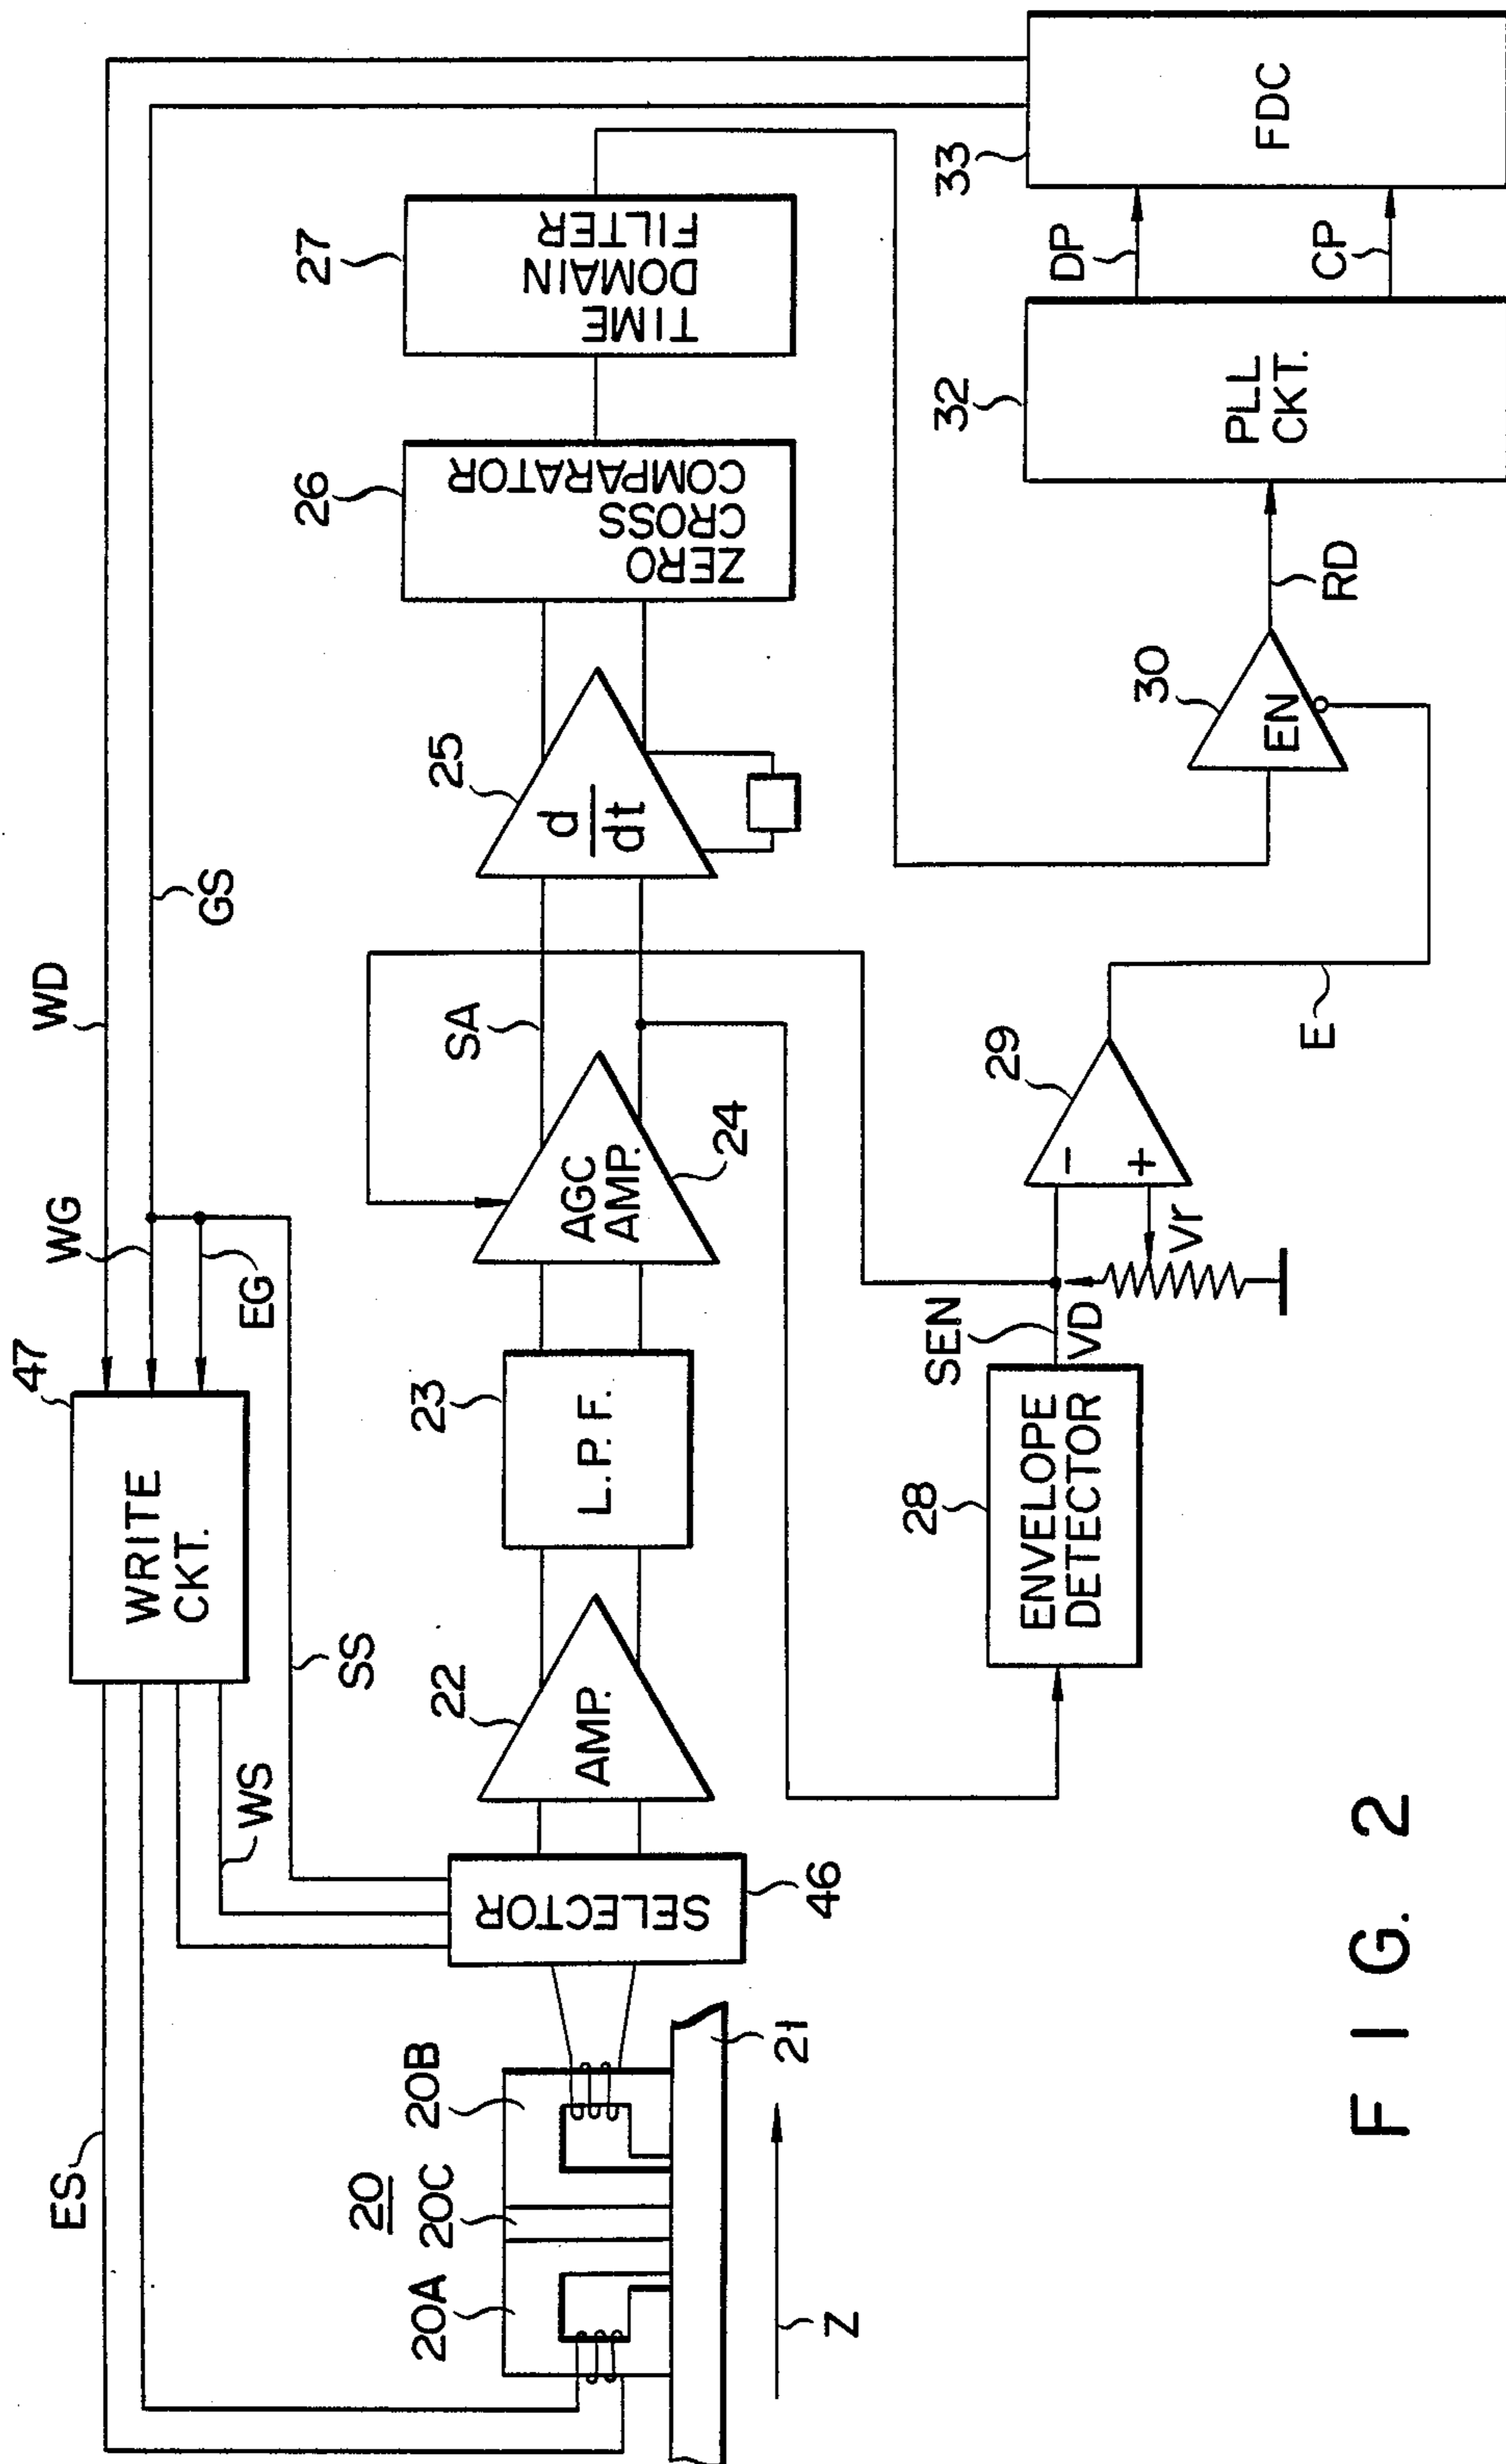 WD
GS
WG
EG
47
WRITE
CKT.
ES
WS
SS
20
20A
20C
20B
21
Z
SELECTOR
46
22
AMP.
23
L.P.F.
AGC
AMP.
24
SA
25
d
dt
26
ZERO
CROSS
COMPARATOR
27
TIME
DOMAIN
FILTER
28
ENVELOPE
DETECTOR
SEN
VD
Vr
-
+
29
E
30
EN
RD
32
PLL
CKT.
DP
CP
33
FDC
FIG. 2